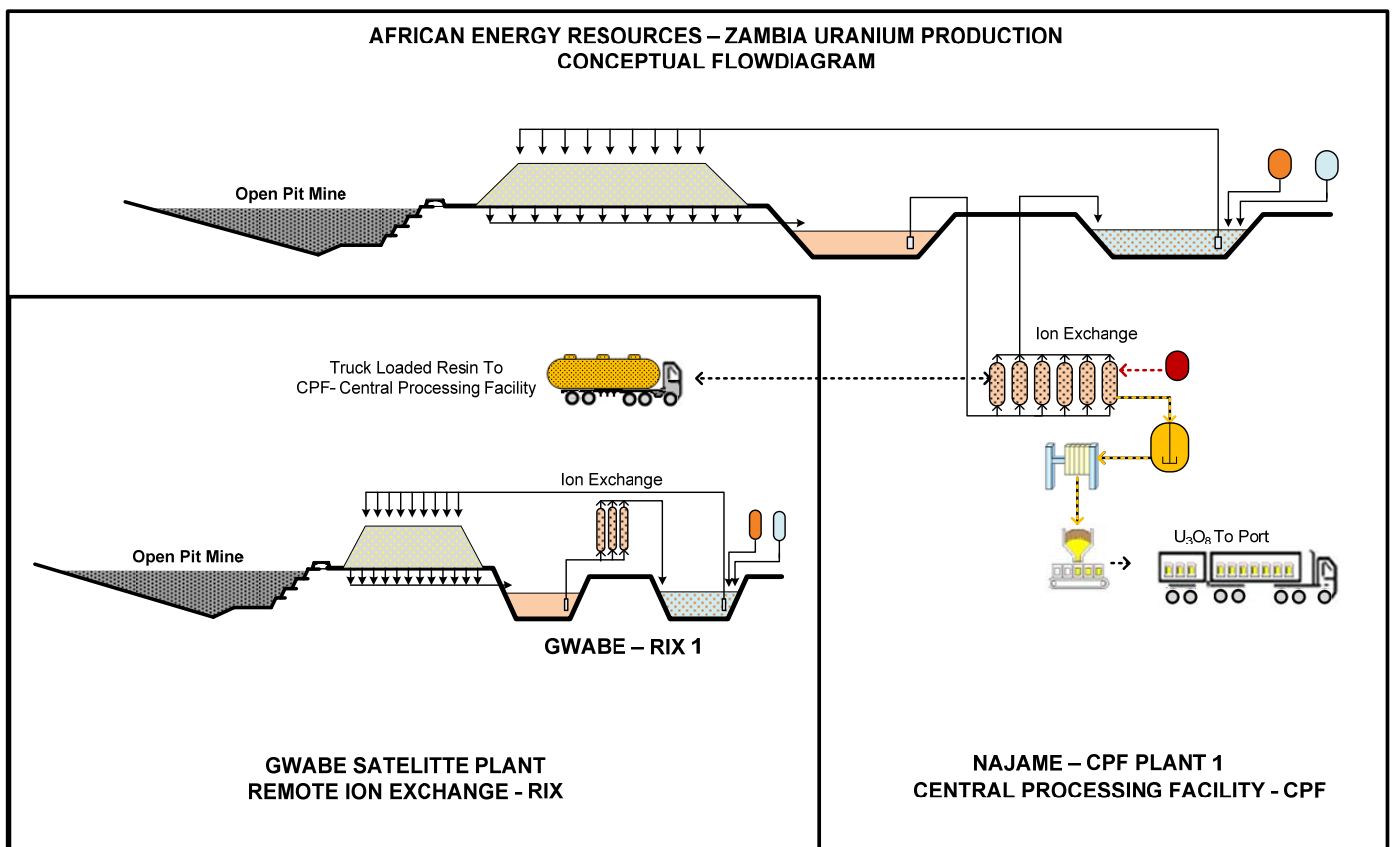 AFRICAN ENERGY RESOURCES – ZAMBIA URANIUM PRODUCTION
CONCEPTUAL FLOWDIAGRAM
Open Pit Mine
Ion Exchange
Truck Loaded Resin To
CPF- Central Processing Facility
Ion Exchange
Open Pit Mine
U₃O₈ To Port
GWABE – RIX 1
GWABE SATELITTE PLANT
REMOTE ION EXCHANGE - RIX
NAJAME – CPF PLANT 1
CENTRAL PROCESSING FACILITY - CPF